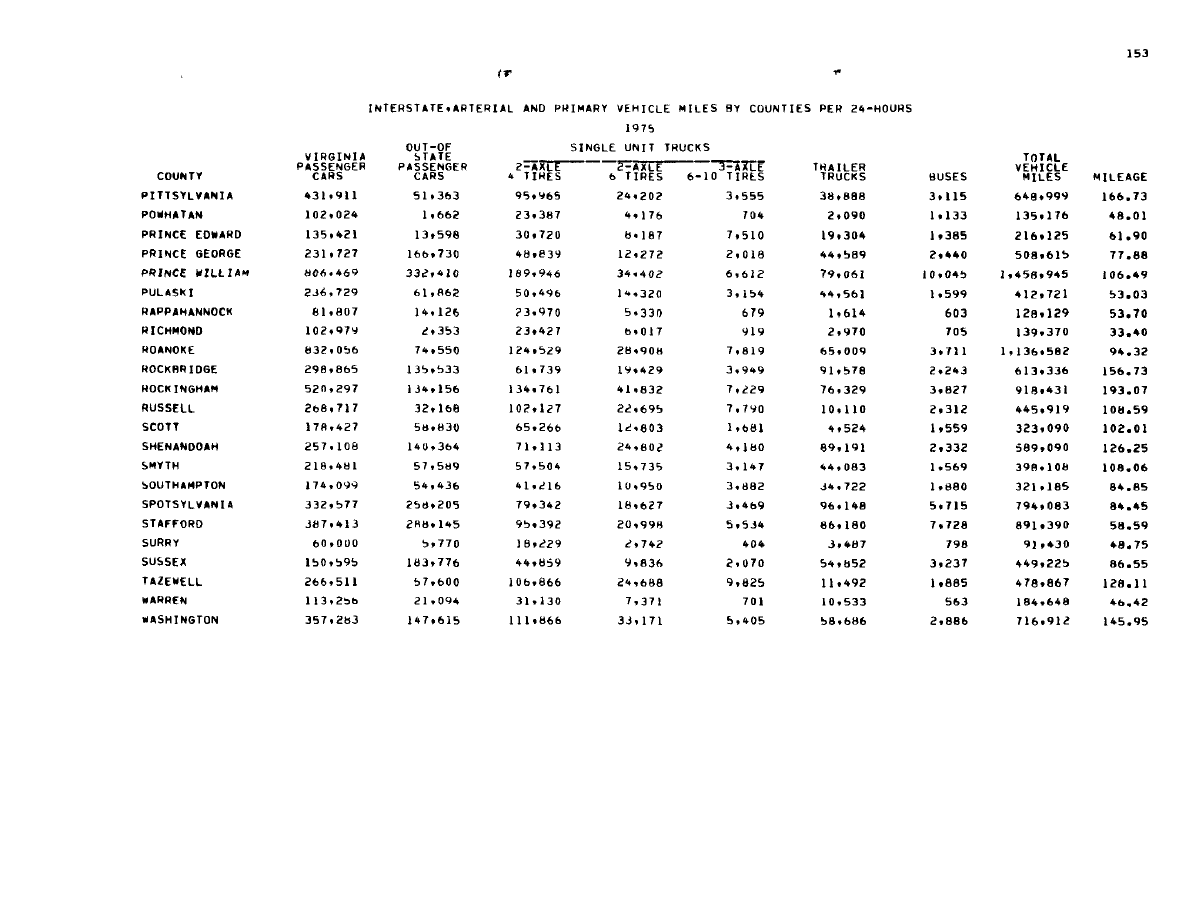 153
INTERSTATE,ARTERIAL AND PRIMARY VEHICLE MILES BY COUNTIES PER 24-HOURS
1975
COUNTY VIRGINIA PASSENGER CARS OUT-OF STATE PASSENGER CARS SINGLE UNIT TRUCKS 2-AXLE 4 TIRES 2-AXLE 6 TIRES 3-AXLE 6-10 TIRES TRAILER TRUCKS BUSES TOTAL VEHICLE MILES MILEAGE
PITTSYLVANIA 431,911 51,363 95,965 24,202 3,555 38,888 3,115 648,999 166.73
POWHATAN 102,024 1,662 23,387 4,176 704 2,090 1,133 135,176 48.01
PRINCE EDWARD 135,421 13,598 30,720 8,187 7,510 19,304 1,385 216,125 61.90
PRINCE GEORGE 231,727 166,730 48,839 12,272 2,018 44,589 2,440 508,615 77.88
PRINCE WILLIAM 806,469 332,410 189,946 34,402 6,612 79,061 10,045 1,458,945 106.49
PULASKI 236,729 61,862 50,496 14,320 3,154 44,561 1,599 412,721 53.03
RAPPAHANNOCK 81,807 14,126 23,970 5,330 679 1,614 603 128,129 53.70
RICHMOND 102,979 2,353 23,427 6,017 919 2,970 705 139,370 33.40
ROANOKE 832,056 74,550 124,529 28,908 7,819 65,009 3,711 1,136,582 94.32
ROCKBRIDGE 298,865 135,533 61,739 19,429 3,949 91,578 2,243 613,336 156.73
ROCKINGHAM 520,297 134,156 134,761 41,832 7,229 76,329 3,827 918,431 193.07
RUSSELL 268,717 32,168 102,127 22,695 7,790 10,110 2,312 445,919 108.59
SCOTT 178,427 58,830 65,266 12,803 1,681 4,524 1,559 323,090 102.01
SHENANDOAH 257,108 140,364 71,113 24,802 4,180 89,191 2,332 589,090 126.25
SMYTH 218,481 57,589 57,504 15,735 3,147 44,083 1,569 398,108 108.06
SOUTHAMPTON 174,099 54,436 41,216 10,950 3,882 34,722 1,880 321,185 84.85
SPOTSYLVANIA 332,577 258,205 79,342 18,627 3,469 96,148 5,715 794,083 84.45
STAFFORD 387,413 288,145 95,392 20,998 5,534 86,180 7,728 891,390 58.59
SURRY 60,000 5,770 18,229 2,742 404 3,487 798 91,430 48.75
SUSSEX 150,595 183,776 44,859 9,836 2,070 54,852 3,237 449,225 86.55
TAZEWELL 266,511 57,600 106,866 24,688 9,825 11,492 1,885 478,867 128.11
WARREN 113,256 21,094 31,130 7,371 701 10,533 563 184,648 46.42
WASHINGTON 357,283 147,615 111,866 33,171 5,405 58,686 2,886 716,912 145.95